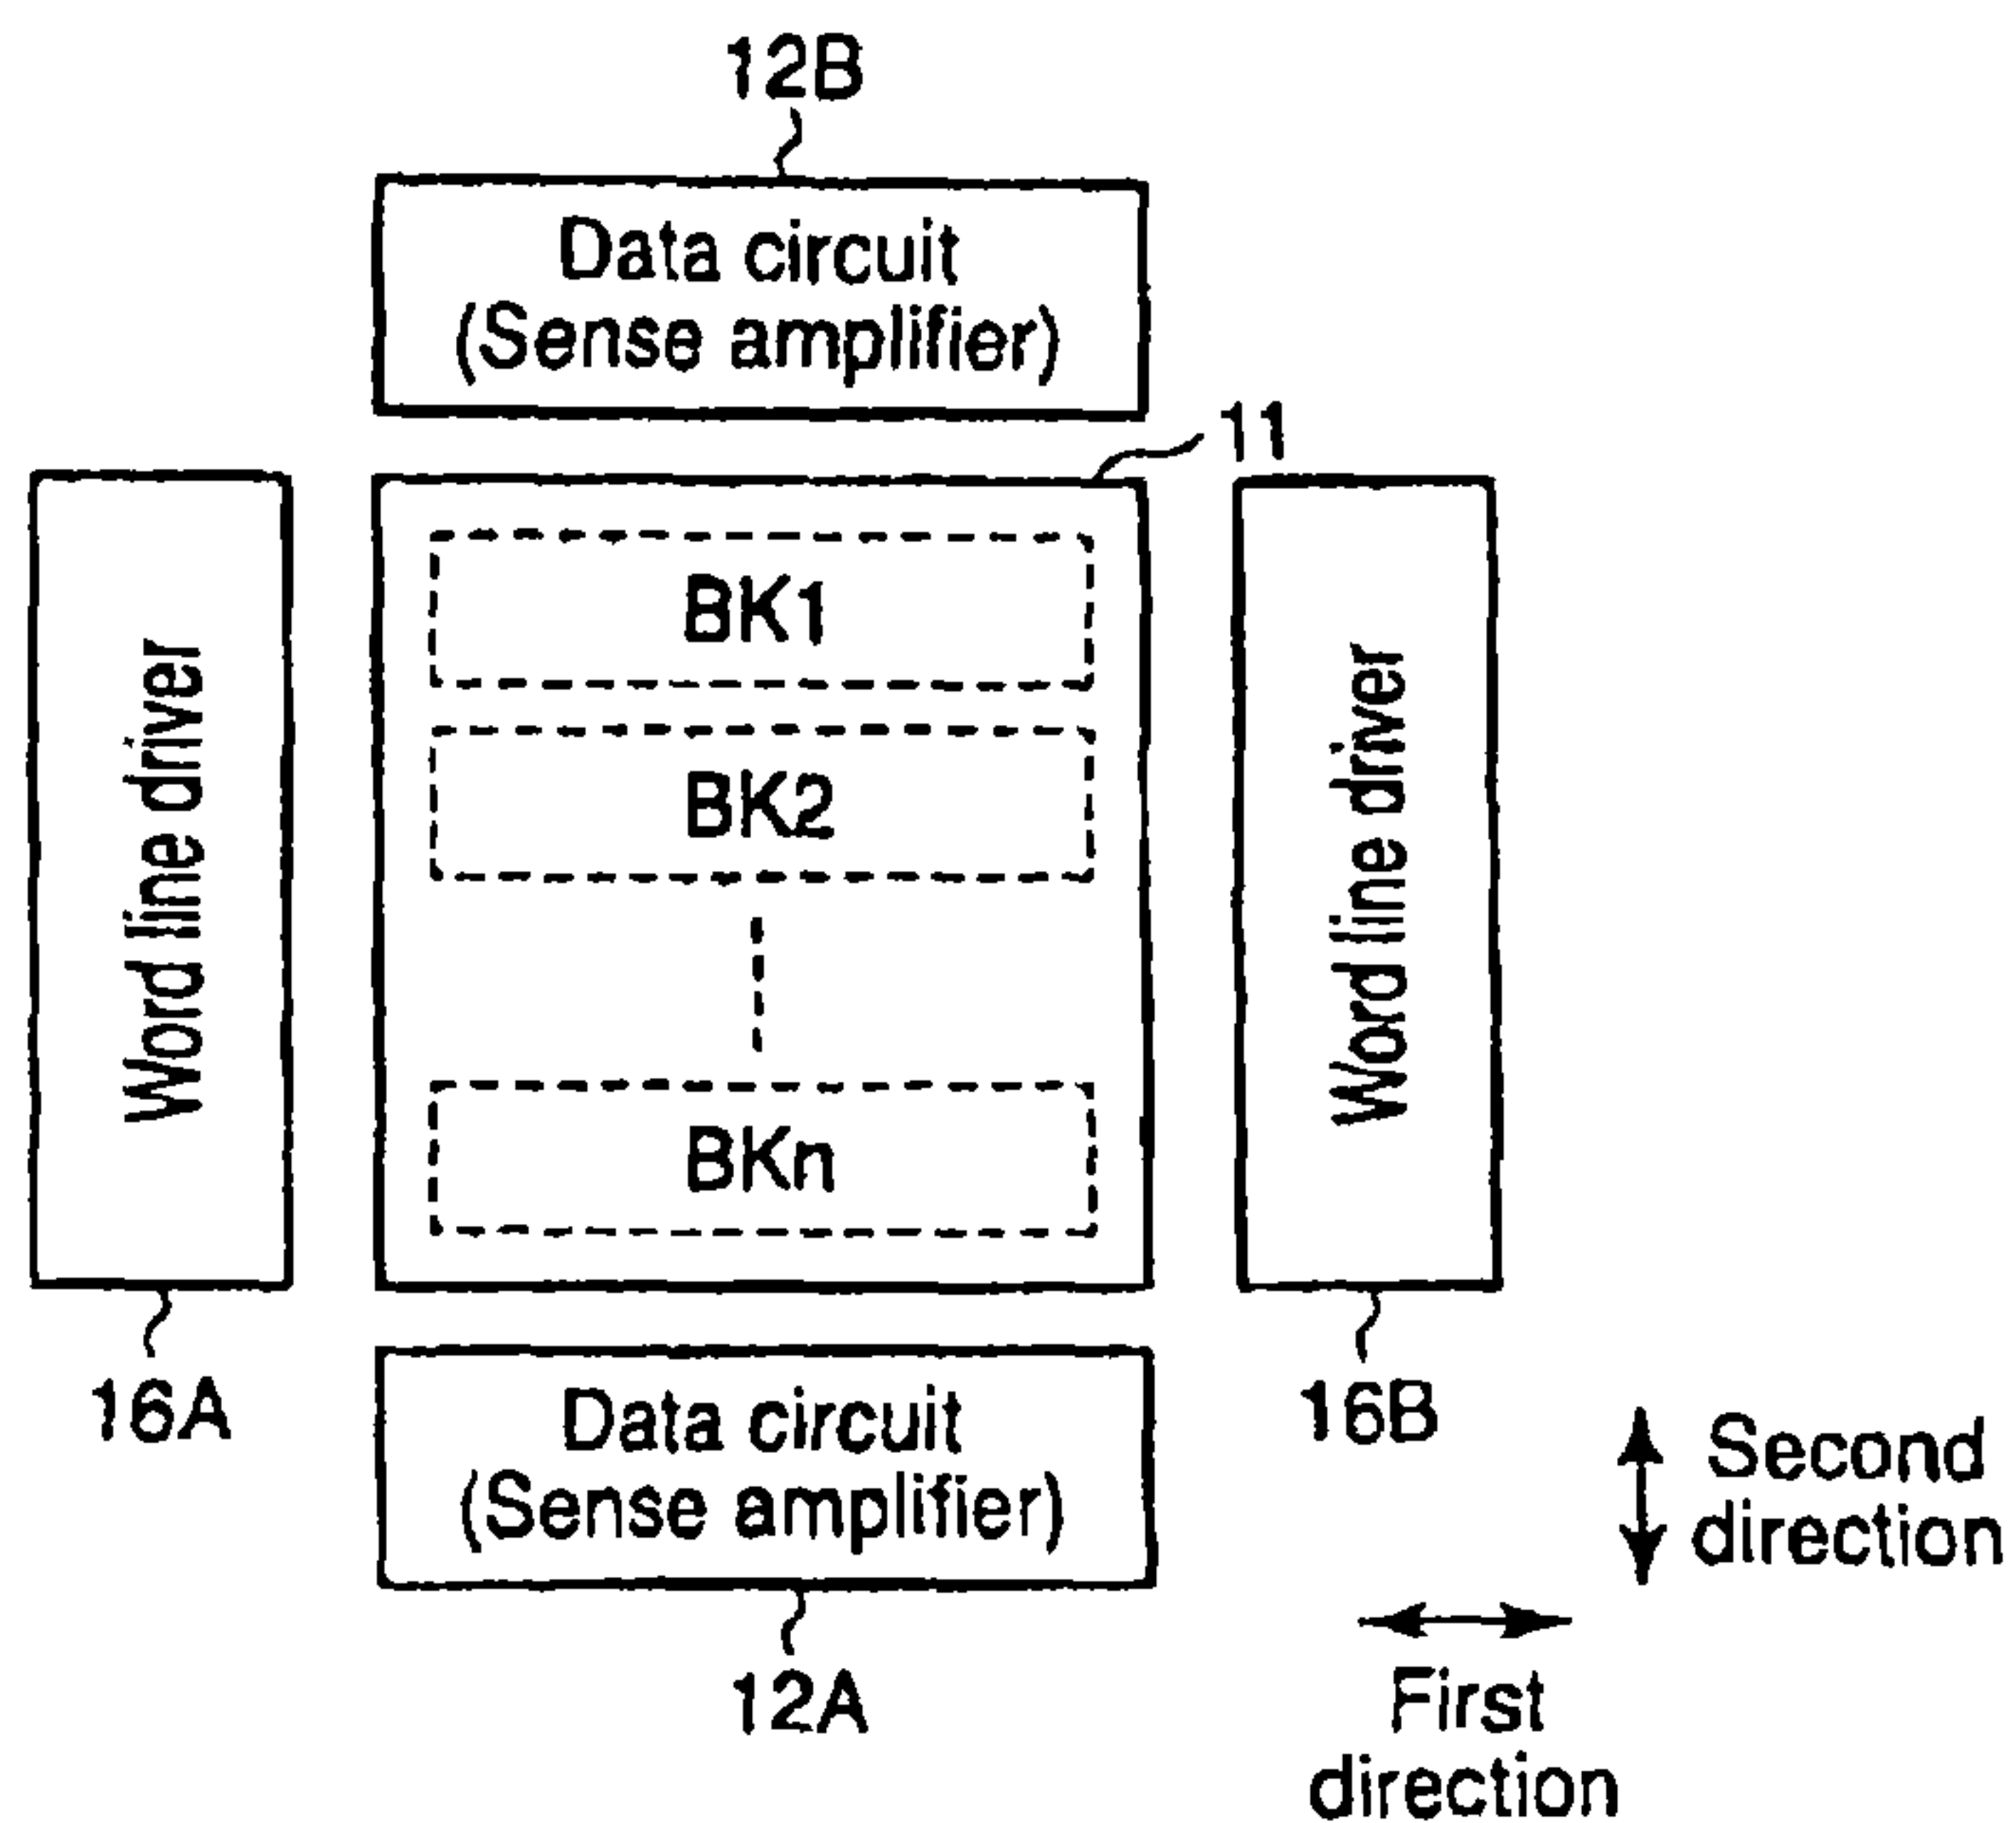 12B
Data circuit
(Sense amplifier)
11
Word line driver
BK1
BK2
BKn
Word line driver
16A
16B
Data circuit
(Sense amplifier)
12A
Second
direction
First
direction